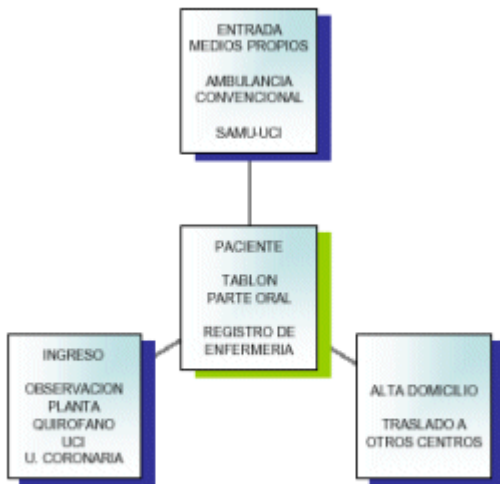 ENTRADA
MEDIOS PROPIOS
AMBULANCIA
CONVENCIONAL
SAMU-UCI
PACIENTE
TABLON
PARTE ORAL
REGISTRO DE
ENFERMERIA
INGRESO
OBSERVACION
PLANTA
QUIROFANO
UCI
U. CORONARIA
ALTA DOMICILIO
TRASLADO A
OTROS CENTROS